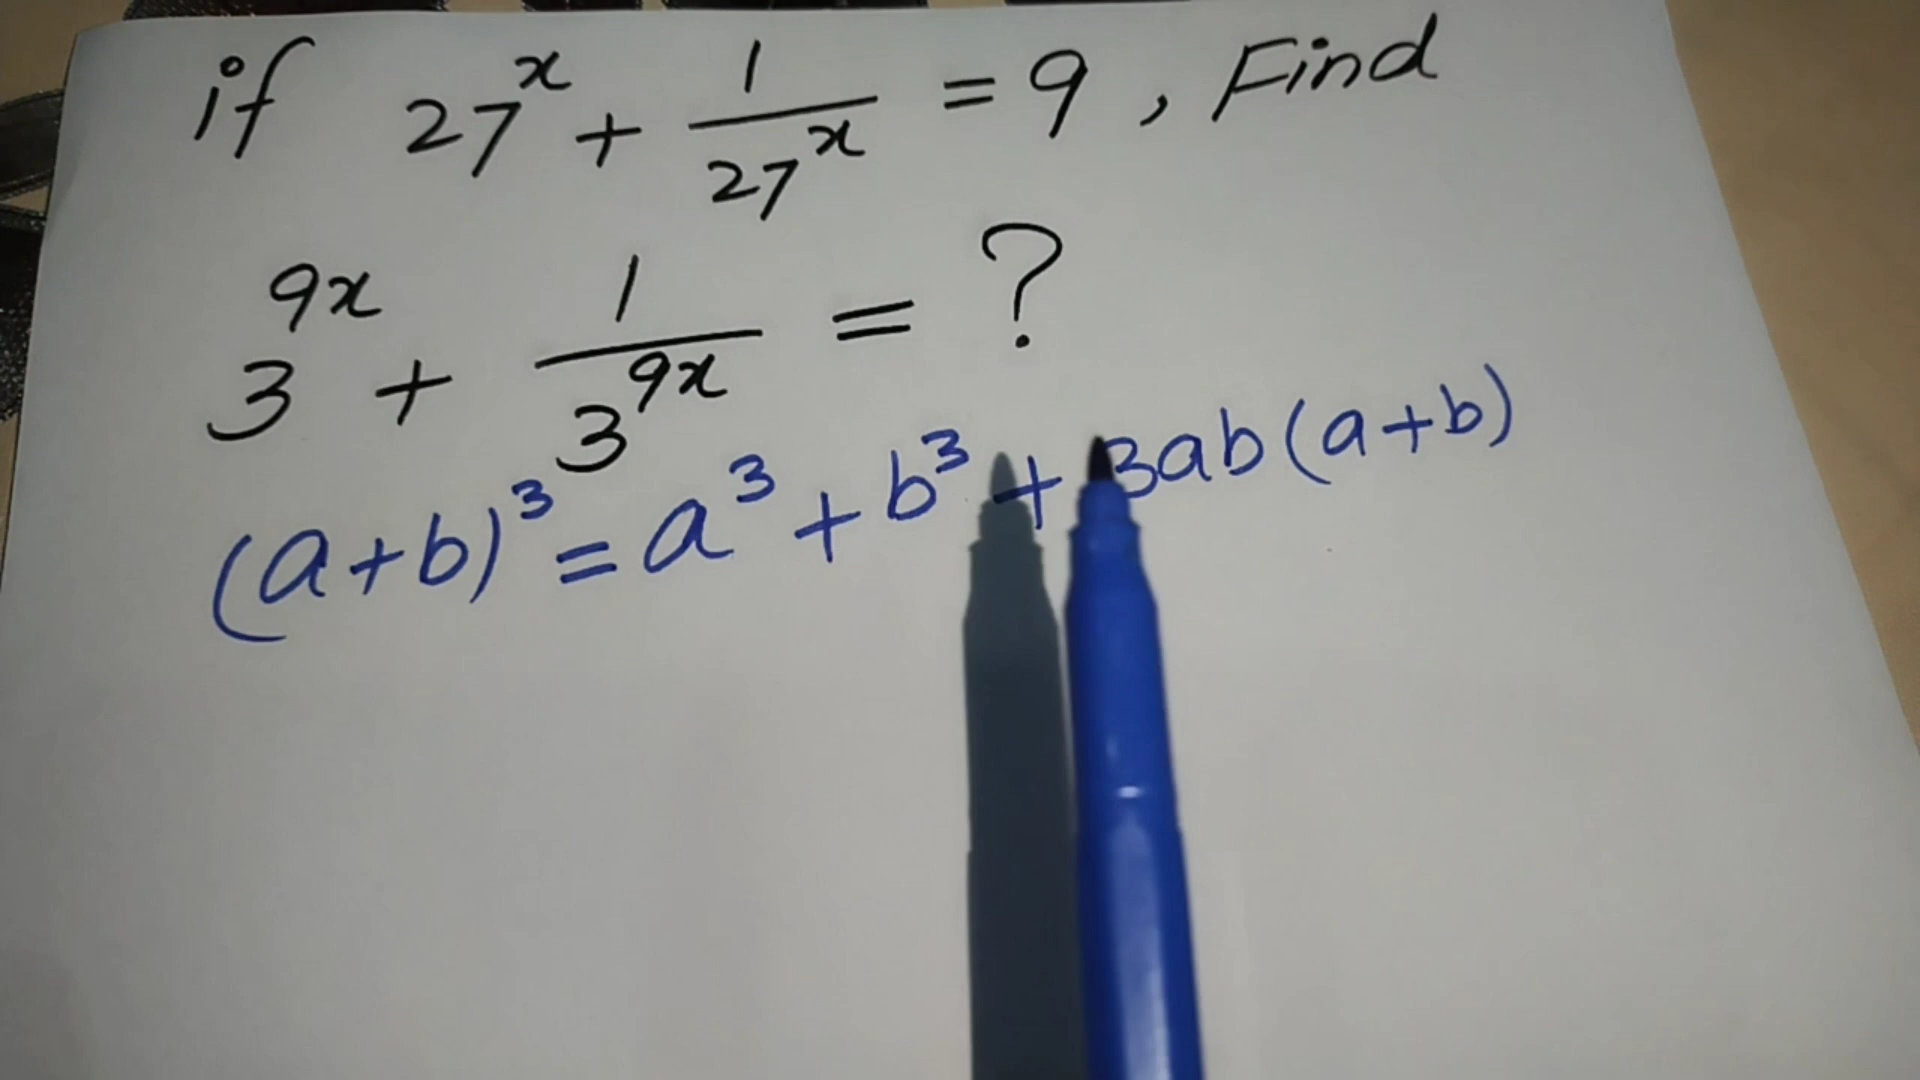 if 27^x + 1/27^x = 9, Find
3^9x + 1/3^9x = ?
(a+b)^3 = a^3 + b^3 + 3ab(a+b)